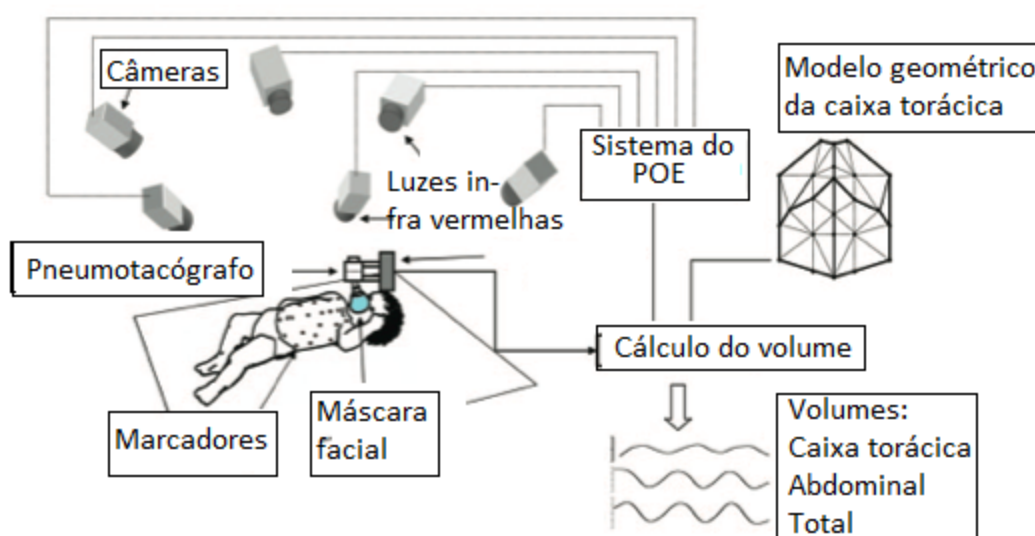 Câmeras
Modelo geométrico
da caixa torácica
Sistema do
POE
Luzes in-
fra vermelhas
Pneumotacógrafo
Cálculo do volume
Marcadores
Máscara
facial
Volumes:
Caixa torácica
Abdominal
Total